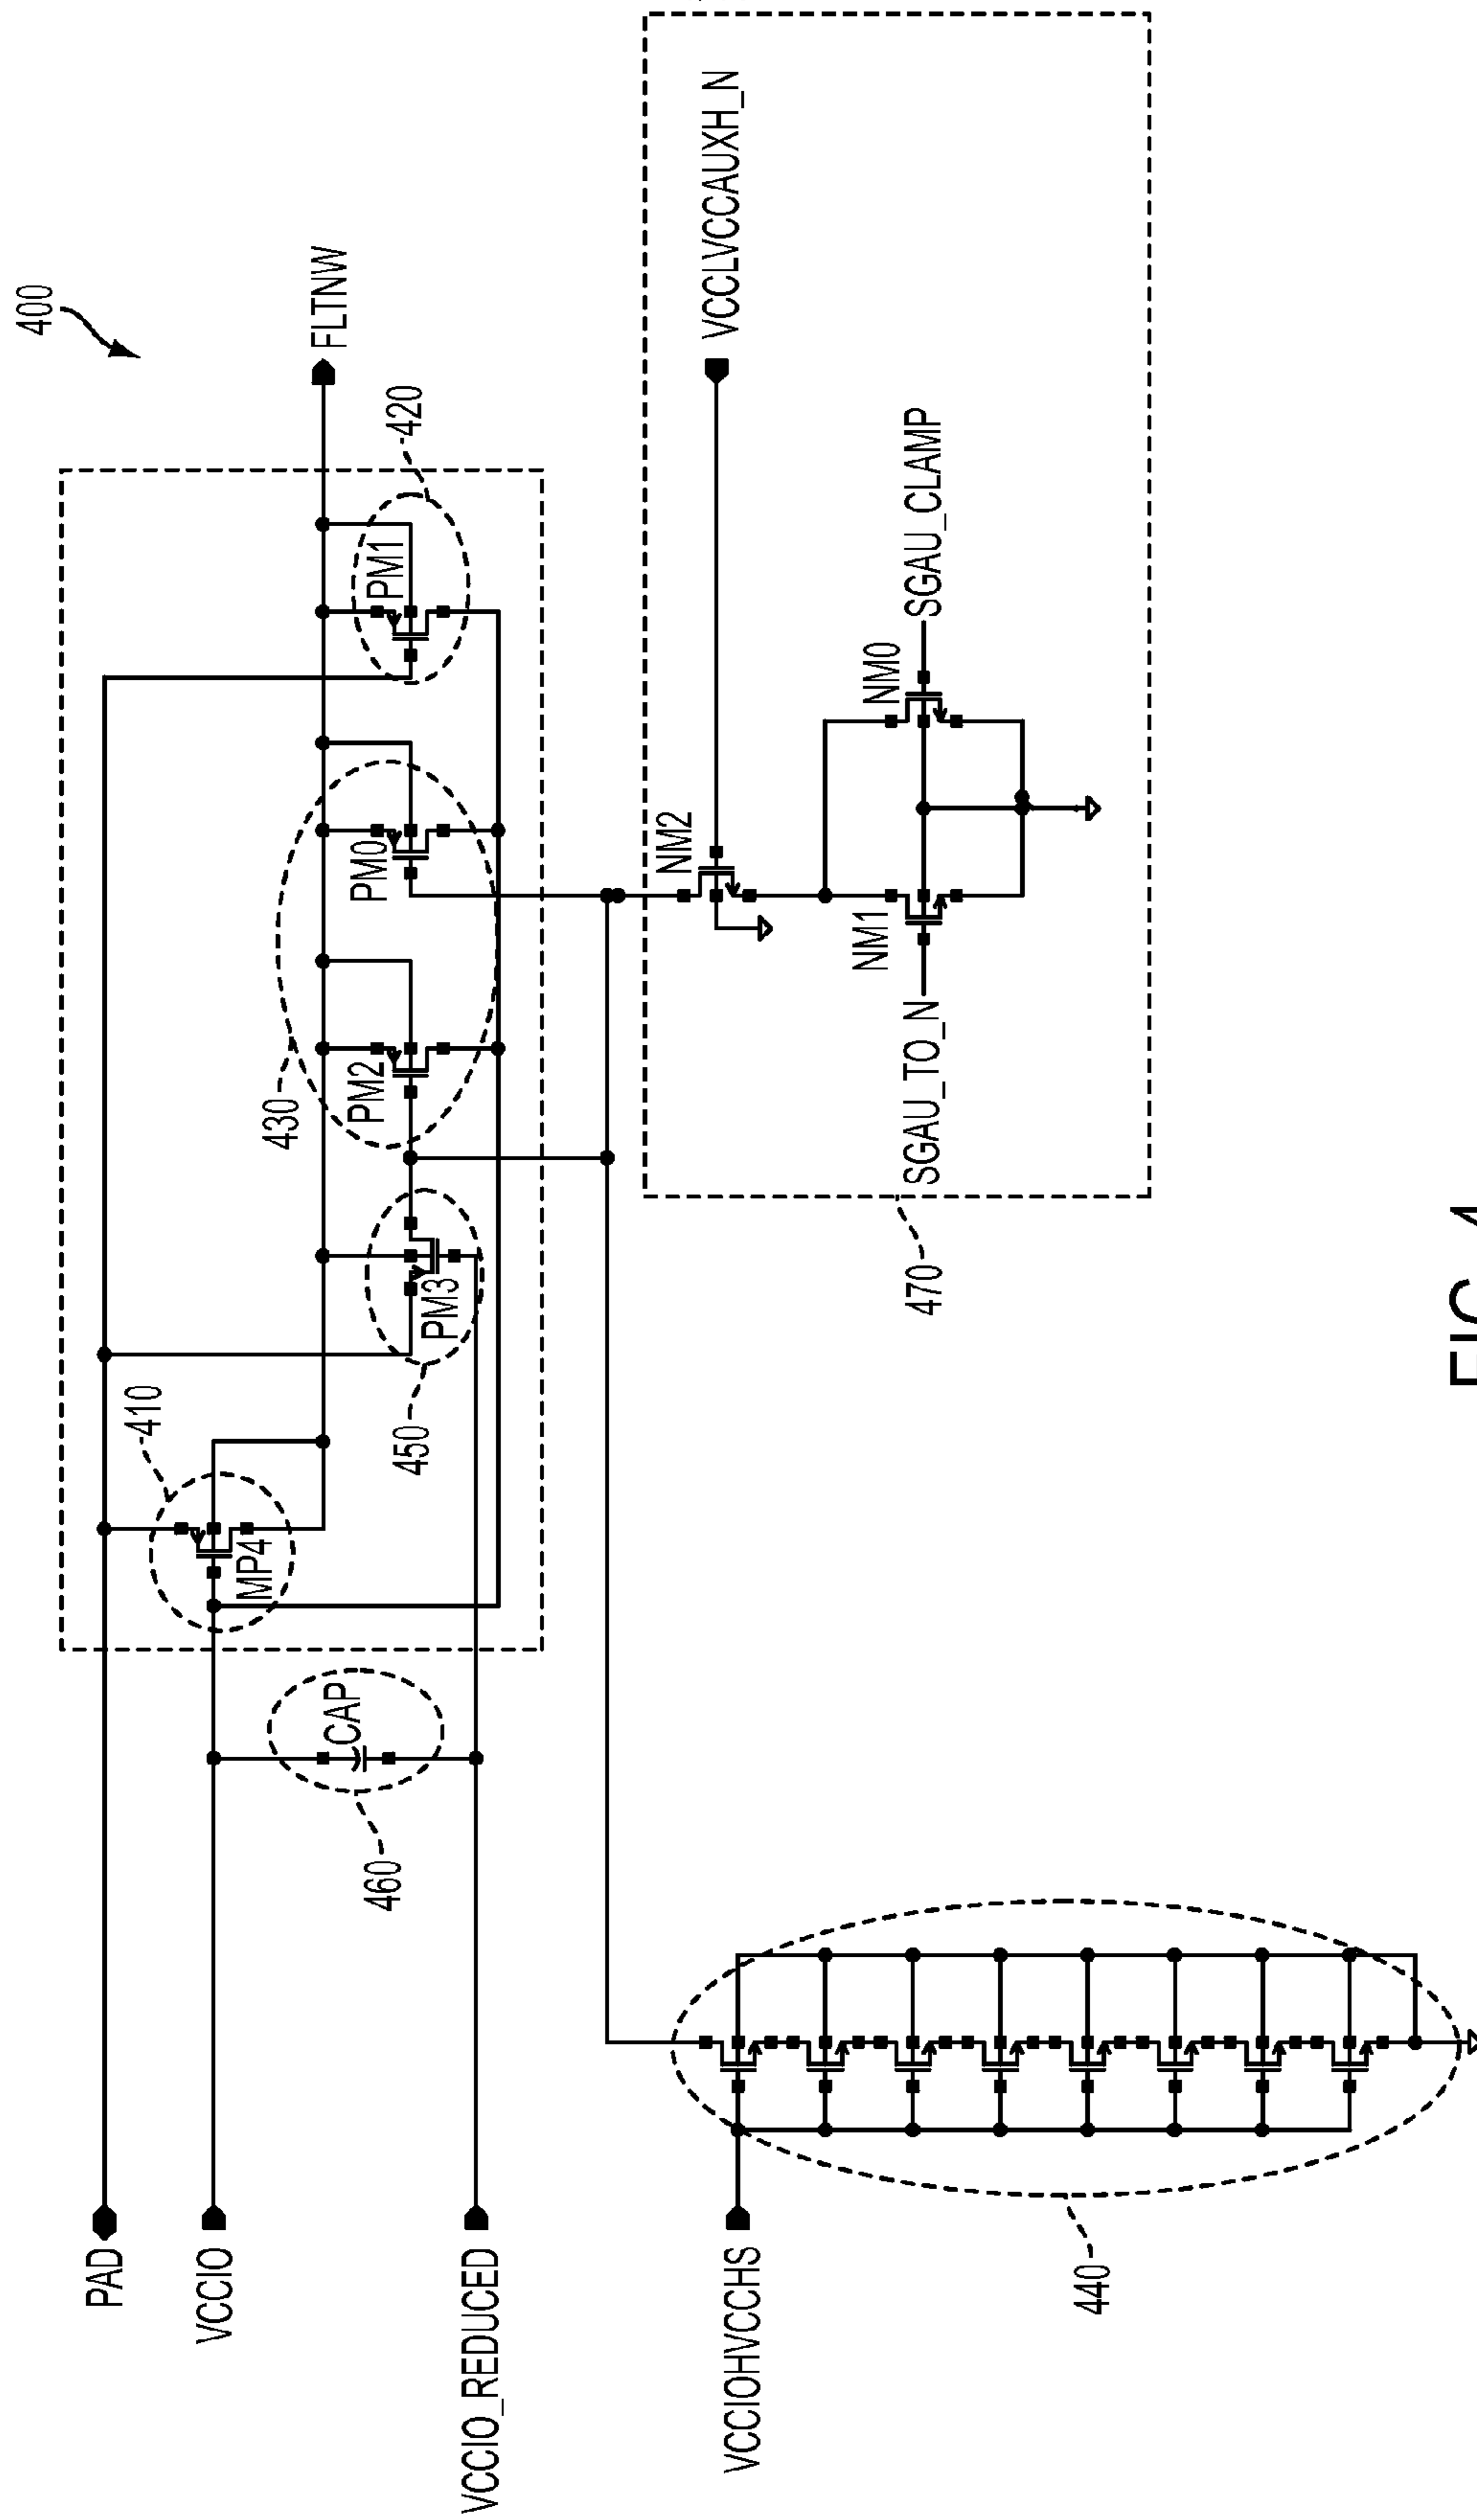 400
FLTNW
420
PM1
PM0
430
PM2
PM3
450
410
MP4
CAP
460
PAD
VCCIO
VCCIO_REDUCED
VCCIOHVCCHS
440
VCCLVCCAUXH_N
NM2
NM0
SGAU_CLAMP
NM1
SGAU_TO_N
470